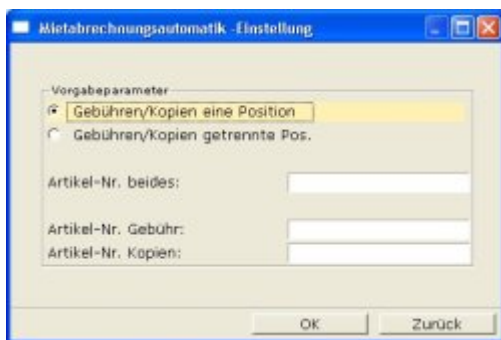 Mietabrechnungsautomatik -Einstellung
Vorgabeparameter
Gebühren/Kopien eine Position
Gebühren/Kopien getrennte Pos.
Artikel-Nr. beides:
Artikel-Nr. Gebühr:
Artikel-Nr. Kopien:
OK Zurück